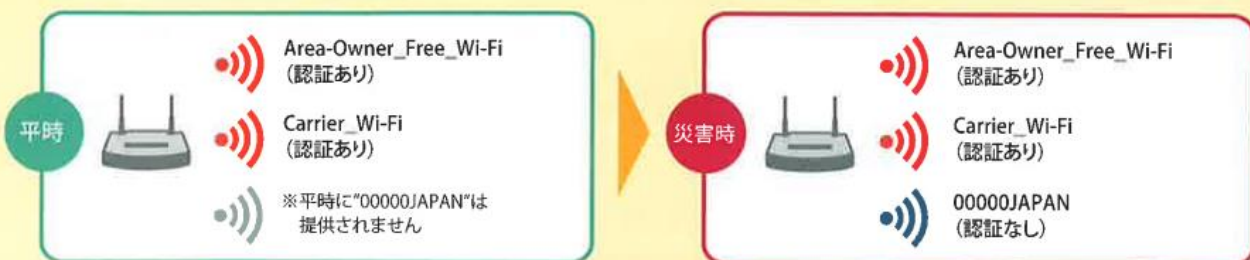 平時
Area-Owner_Free_Wi-Fi
(認証あり)
Carrier_Wi-Fi
(認証あり)
※平時に"00000JAPAN"は
提供されません
災害時
Area-Owner_Free_Wi-Fi
(認証あり)
Carrier_Wi-Fi
(認証あり)
00000JAPAN
(認証なし)